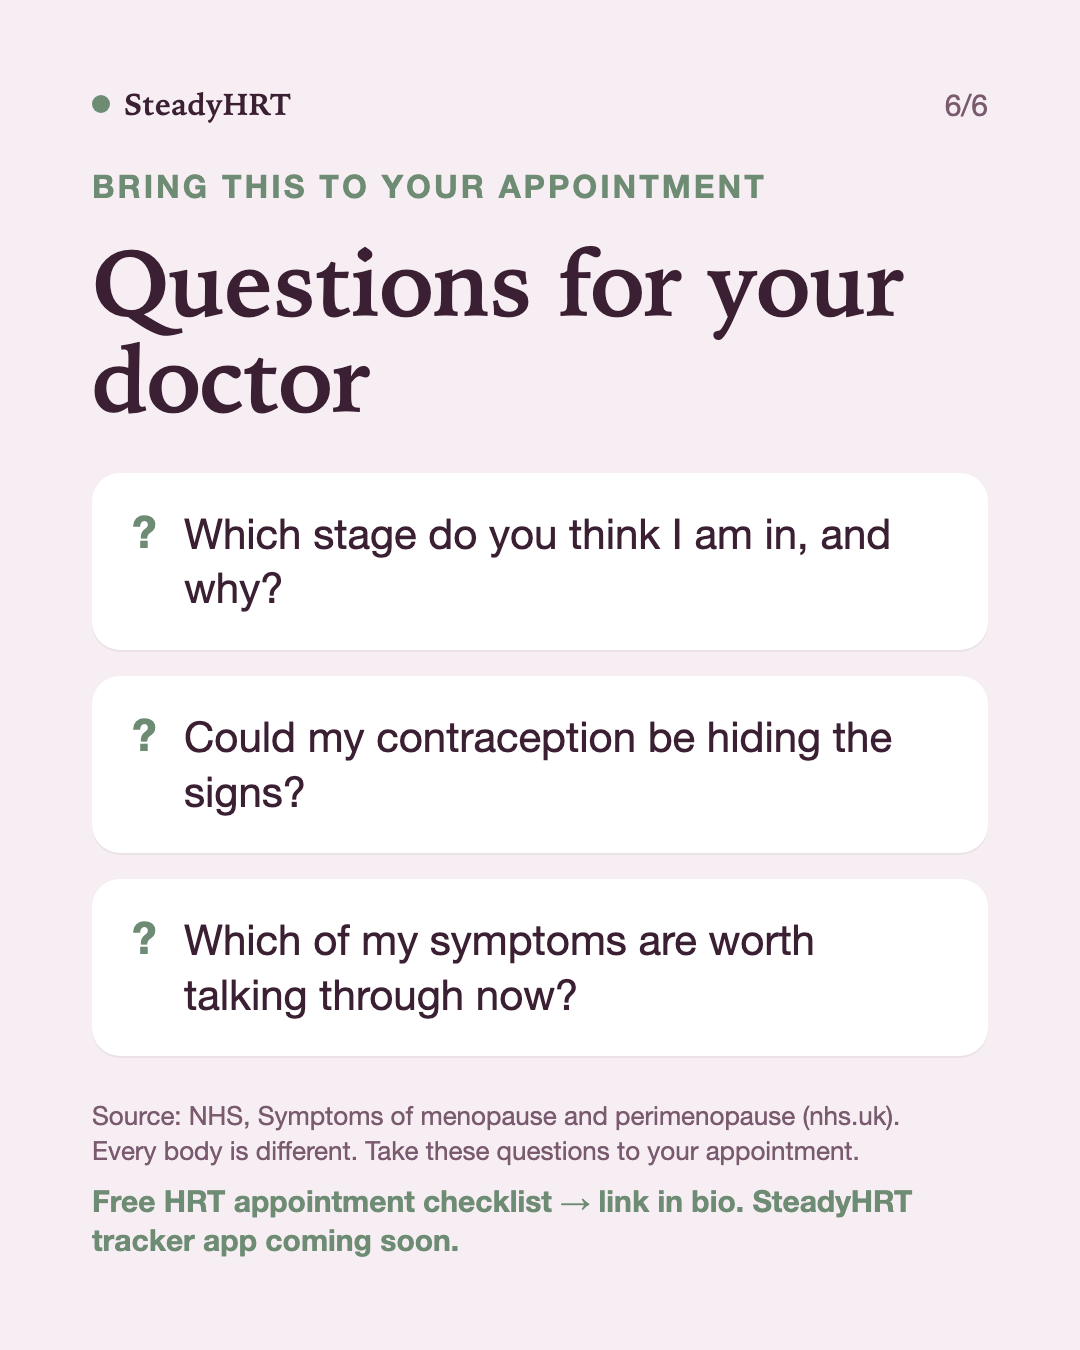 SteadyHRT
6/6
BRING THIS TO YOUR APPOINTMENT
Questions for your
doctor
? Which stage do you think I am in, and
why?
? Could my contraception be hiding the
signs?
? Which of my symptoms are worth
talking through now?
Source: NHS, Symptoms of menopause and perimenopause (nhs.uk).
Every body is different. Take these questions to your appointment.
Free HRT appointment checklist → link in bio. SteadyHRT
tracker app coming soon.